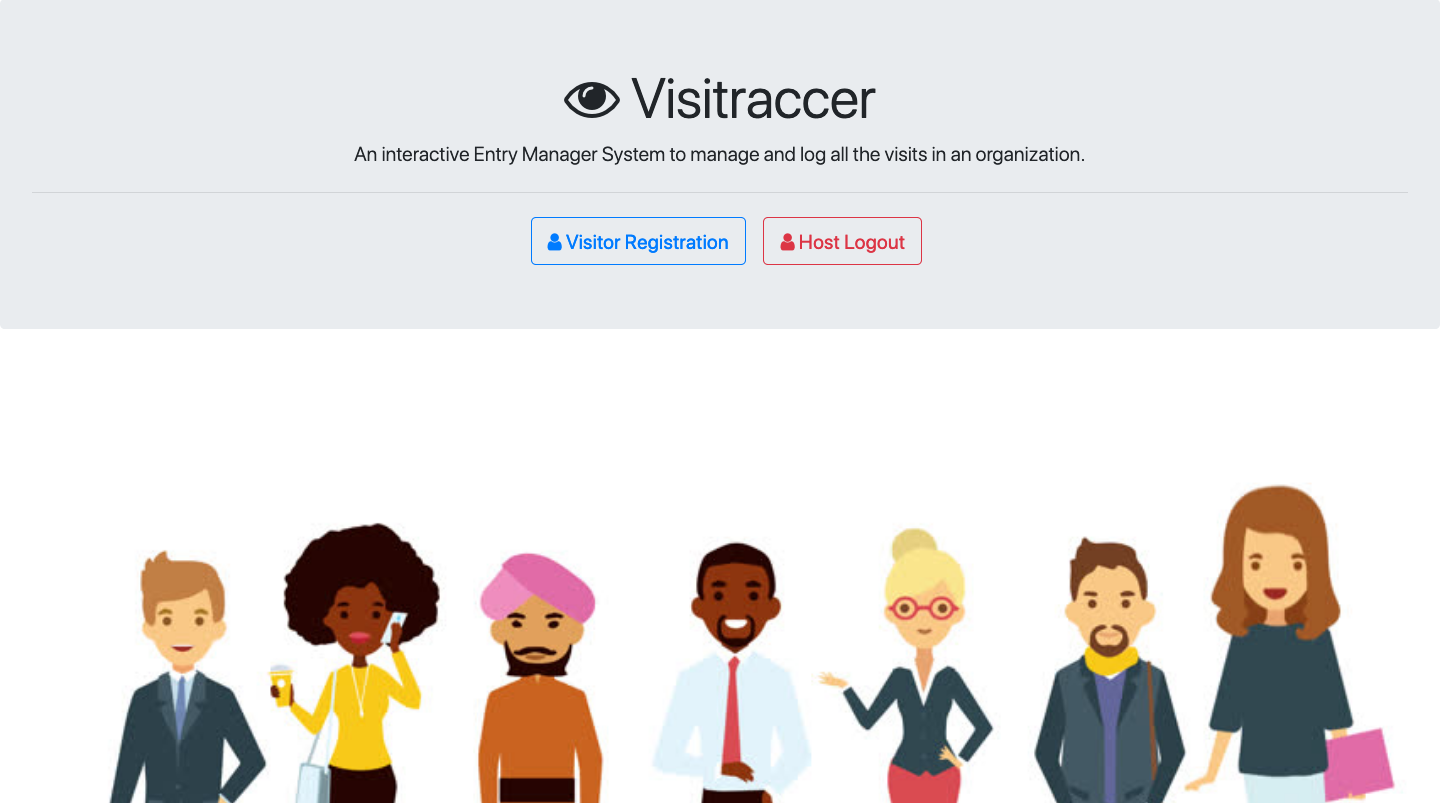 Visitraccer
An interactive Entry Manager System to manage and log all the visits in an organization.
Visitor Registration
Host Logout